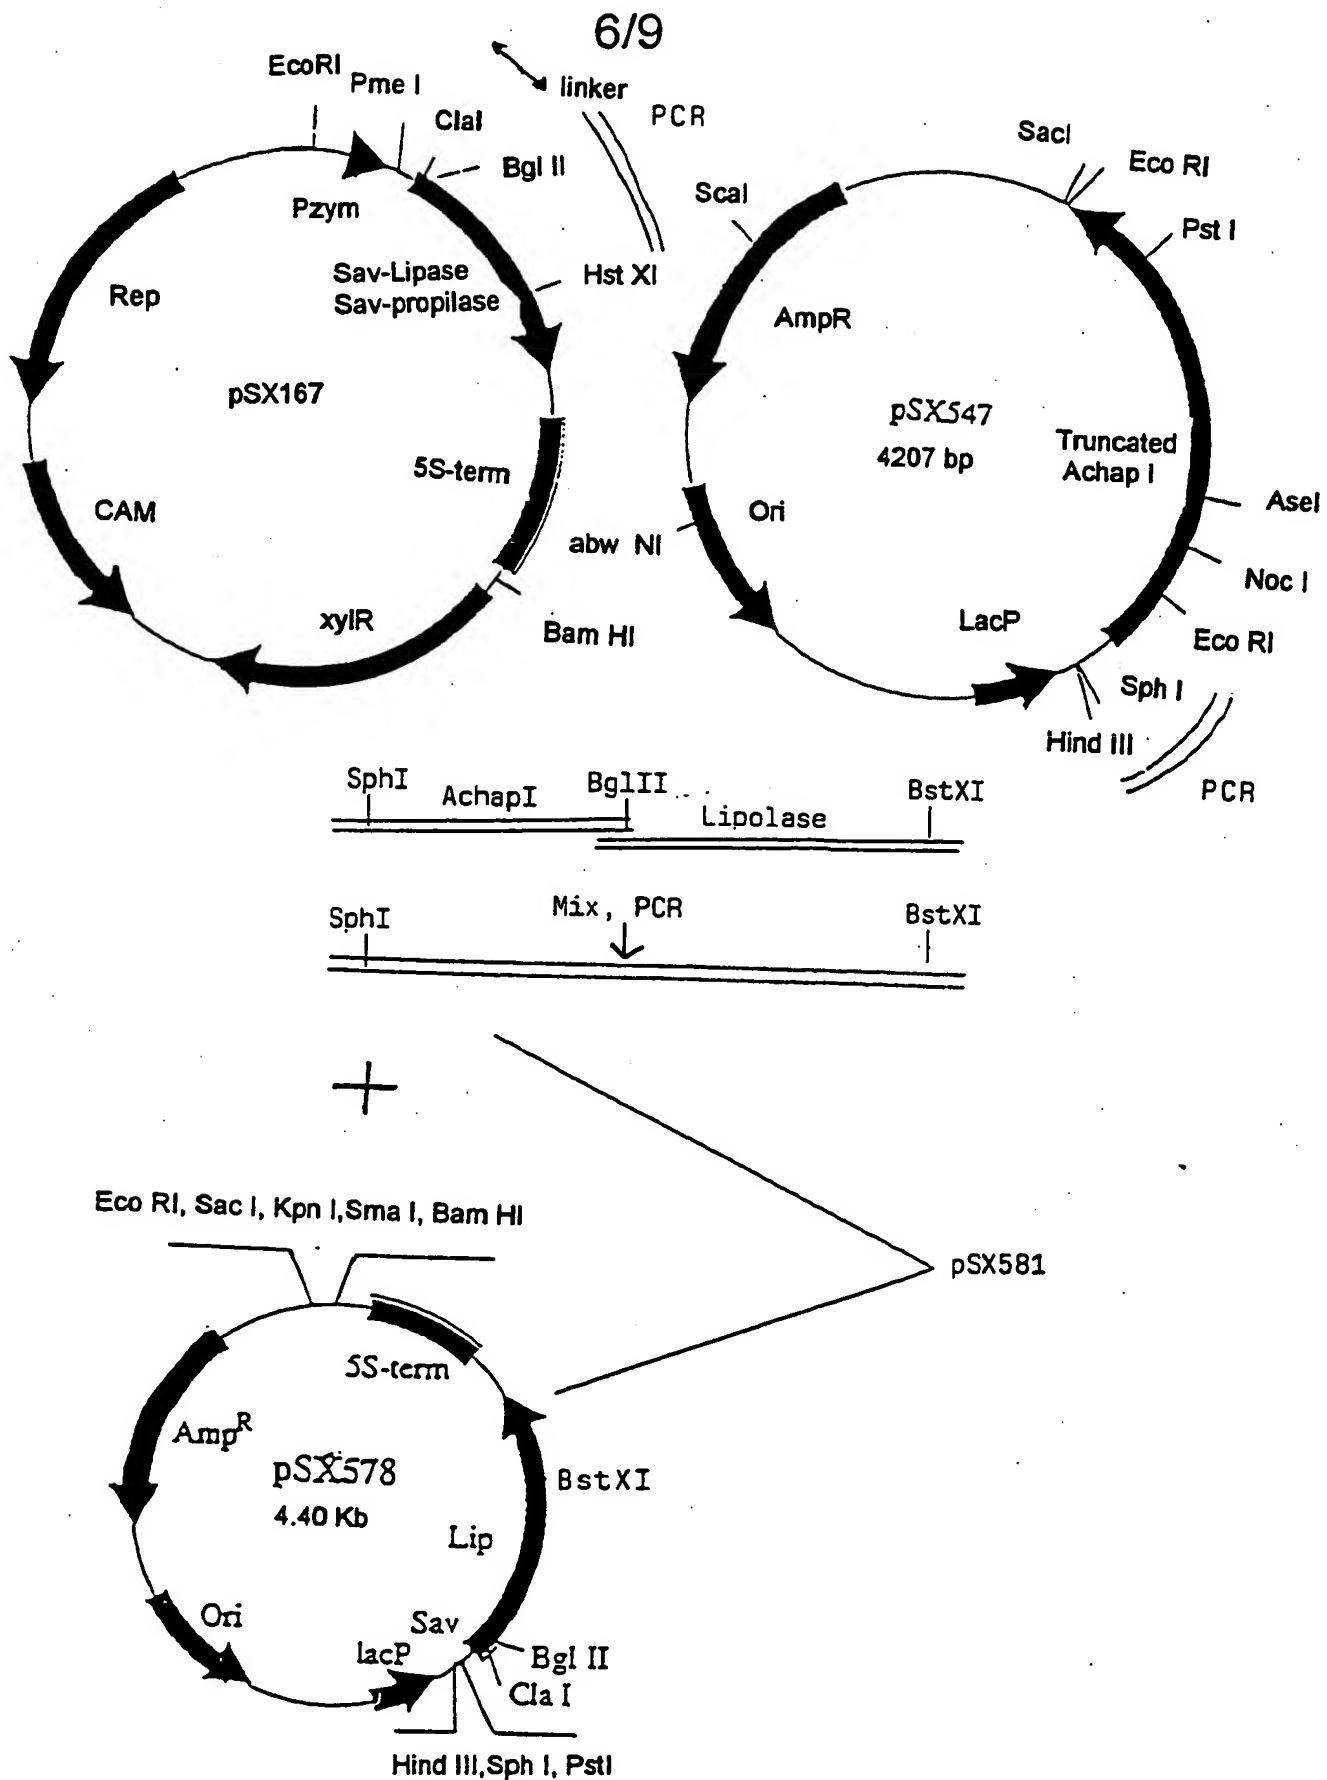 6/9
EcoRI
Pme I
linker
PCR
ClaI
Bgl II
Pzym
Sav-Lipase
Sav-propilase
Hst XI
Rep
pSX167
5S-term
CAM
xylR
Bam HI
SacI
Eco RI
ScaI
Pst I
AmpR
pSX547
4207 bp
Truncated
Achap I
AseI
Ori
abw NI
Noc I
LacP
Eco RI
Sph I
Hind III
PCR
SphI
AchapI
BglII
Lipolase
BstXI
SphI
Mix, PCR
BstXI
+
Eco RI, Sac I, Kpn I,Sma I, Bam HI
pSX581
5S-term
Amp^R
pSX578
4.40 Kb
BstXI
Lip
Ori
Sav
lacP
Bgl II
Cla I
Hind III,Sph I, PstI